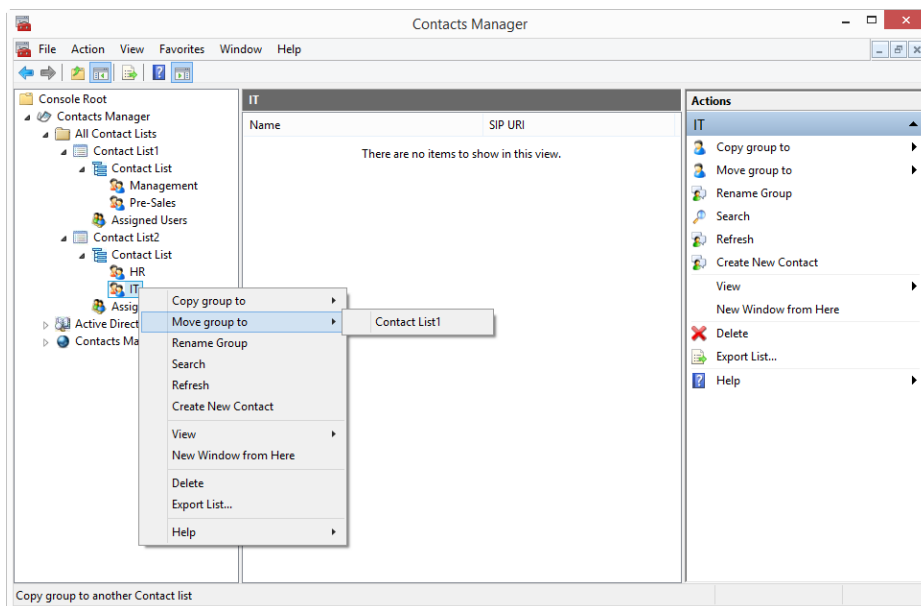 Contacts Manager
File Action View Favorites Window Help
Console Root
Contacts Manager
All Contact Lists
Contact List1
Contact List
Management
Pre-Sales
Assigned Users
Contact List2
Contact List
HR
IT
Assig
Active Direct
Contacts Ma
IT
Name SIP URI
There are no items to show in this view.
Copy group to
Move group to
Rename Group
Search
Refresh
Create New Contact
View
New Window from Here
Delete
Export List...
Help
Contact List1
Actions
IT
Copy group to
Move group to
Rename Group
Search
Refresh
Create New Contact
View
New Window from Here
Delete
Export List...
Help
Copy group to another Contact list